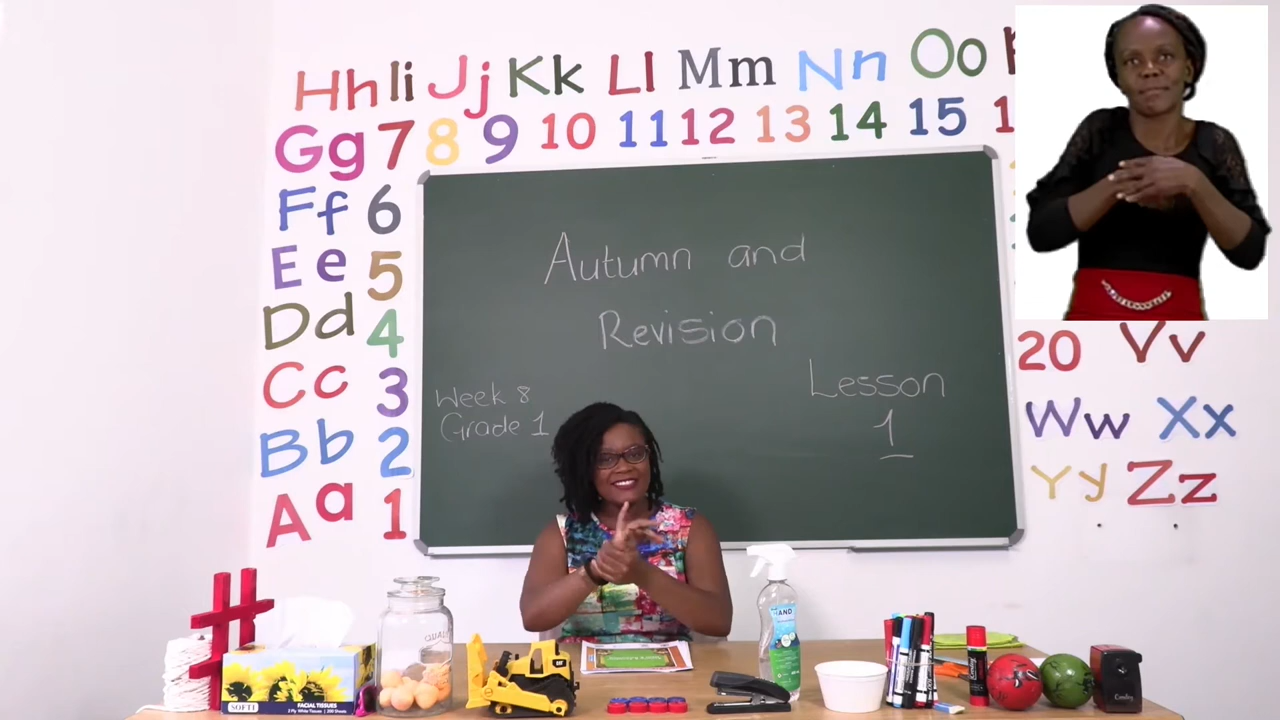 Hh Ii Jj Kk Ll Mm Nn Oo
Gg 7 8 9 10 11 12 13 14 15
Ff 6
Ee 5
Dd 4
Cc 3
Bb 2
Aa 1
Autumn and
Revision
Week 8
Grade 1
Lesson
1
20 Vv
Ww Xx
Yy Zz
SOFTI
FACIAL TISSUES
CAT
HAND